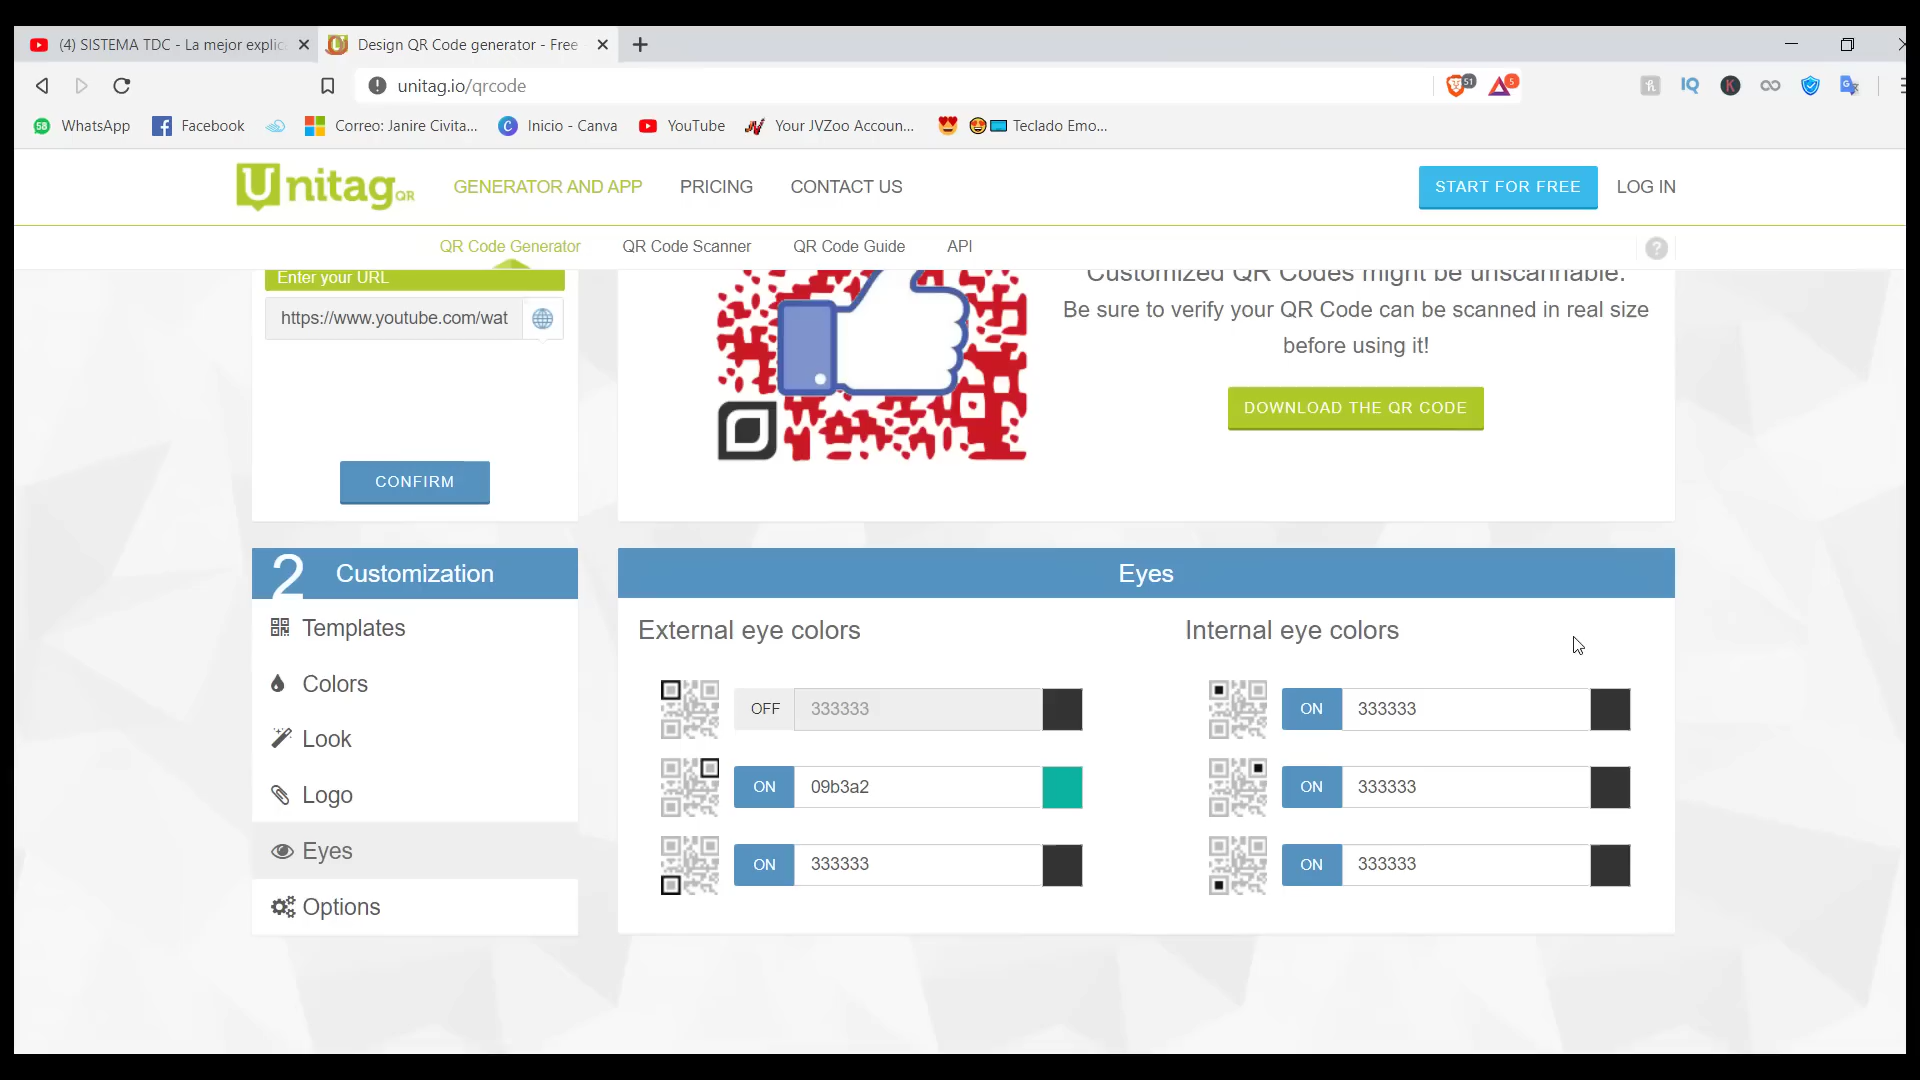 (4) SISTEMA TDC - La mejor explic
Design QR Code generator - Free
unitag.io/qrcode
51
5
IQ
K
58 WhatsApp
Facebook
Correo: Janire Civita...
Inicio - Canva
YouTube
Your JVZoo Accoun...
Teclado Emo...
Unitag QR
GENERATOR AND APP
PRICING
CONTACT US
START FOR FREE
LOG IN
QR Code Generator
QR Code Scanner
QR Code Guide
API
?
Enter your URL
https://www.youtube.com/wat
CONFIRM
Customized QR Codes might be unscannable.
Be sure to verify your QR Code can be scanned in real size
before using it!
DOWNLOAD THE QR CODE
2 Customization
Templates
Colors
Look
Logo
Eyes
Options
Eyes
External eye colors
OFF 333333
ON 09b3a2
ON 333333
Internal eye colors
ON 333333
ON 333333
ON 333333